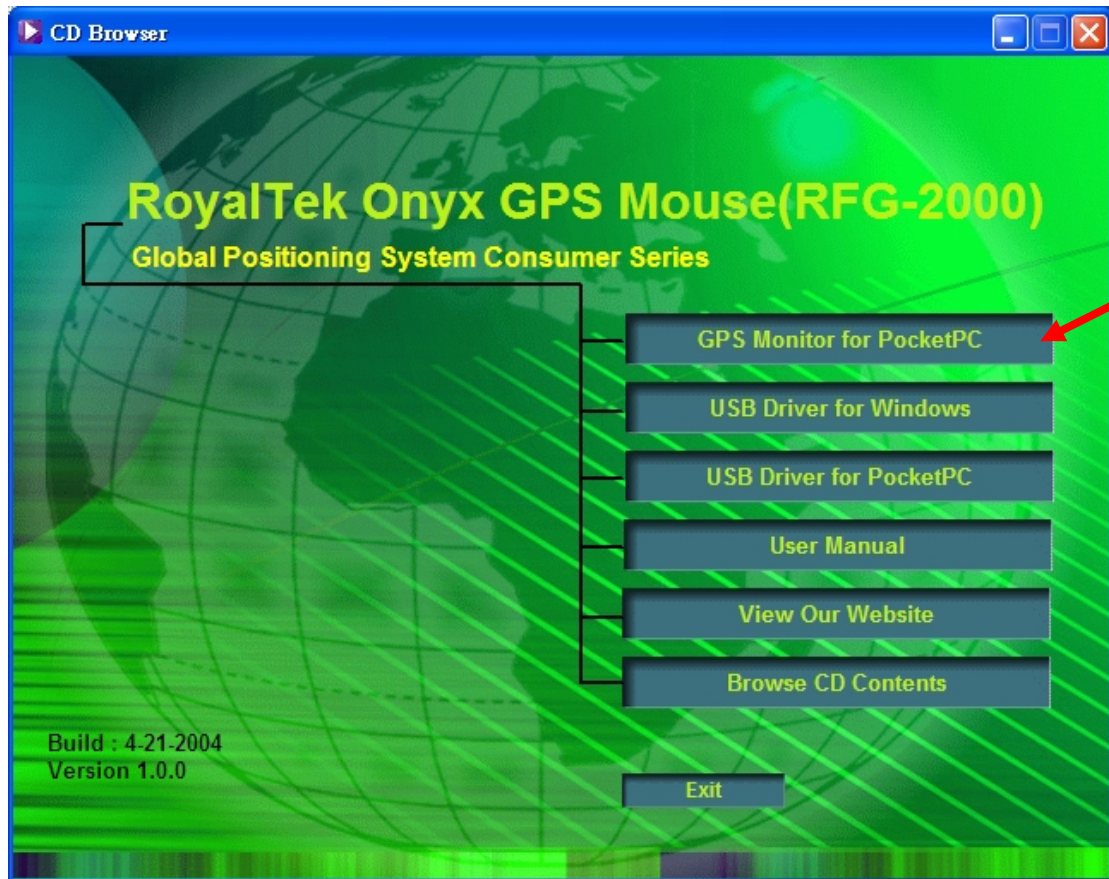 CD Browser
RoyalTek Onyx GPS Mouse(RFG-2000)
Global Positioning System Consumer Series
GPS Monitor for PocketPC
USB Driver for Windows
USB Driver for PocketPC
User Manual
View Our Website
Browse CD Contents
Build : 4-21-2004
Version 1.0.0
Exit